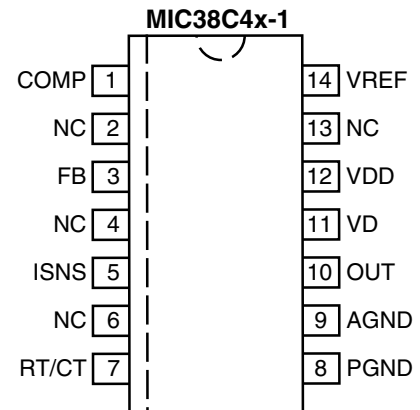 MIC38C4x-1
COMP 1 14 VREF
NC 2 13 NC
FB 3 12 VDD
NC 4 11 VD
ISNS 5 10 OUT
NC 6 9 AGND
RT/CT 7 8 PGND